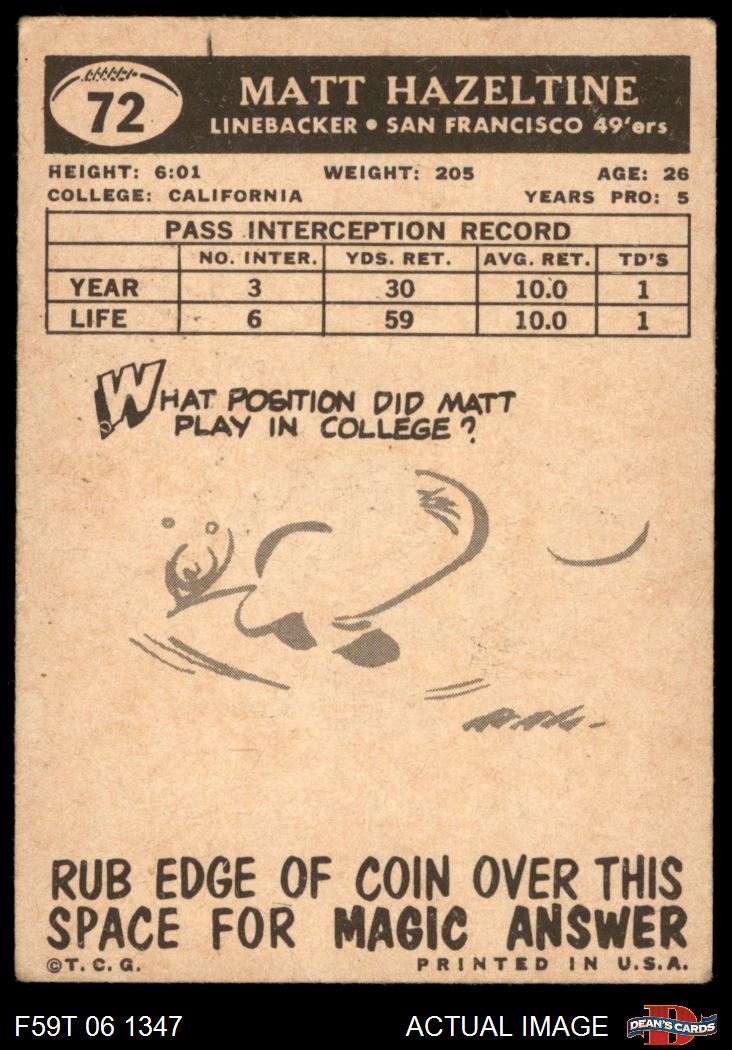 72
MATT HAZELTINE
LINEBACKER • SAN FRANCISCO 49'ers
HEIGHT: 6:01 WEIGHT: 205 AGE: 26
COLLEGE: CALIFORNIA YEARS PRO: 5
PASS INTERCEPTION RECORD
NO. INTER. YDS. RET. AVG. RET. TD'S
YEAR 3 30 10.0 1
LIFE 6 59 10.0 1
WHAT POSITION DID MATT
PLAY IN COLLEGE?
RUB EDGE OF COIN OVER THIS
SPACE FOR MAGIC ANSWER
©T.C.G. PRINTED IN U.S.A.
F59T 06 1347 ACTUAL IMAGE DEAN'S CARDS